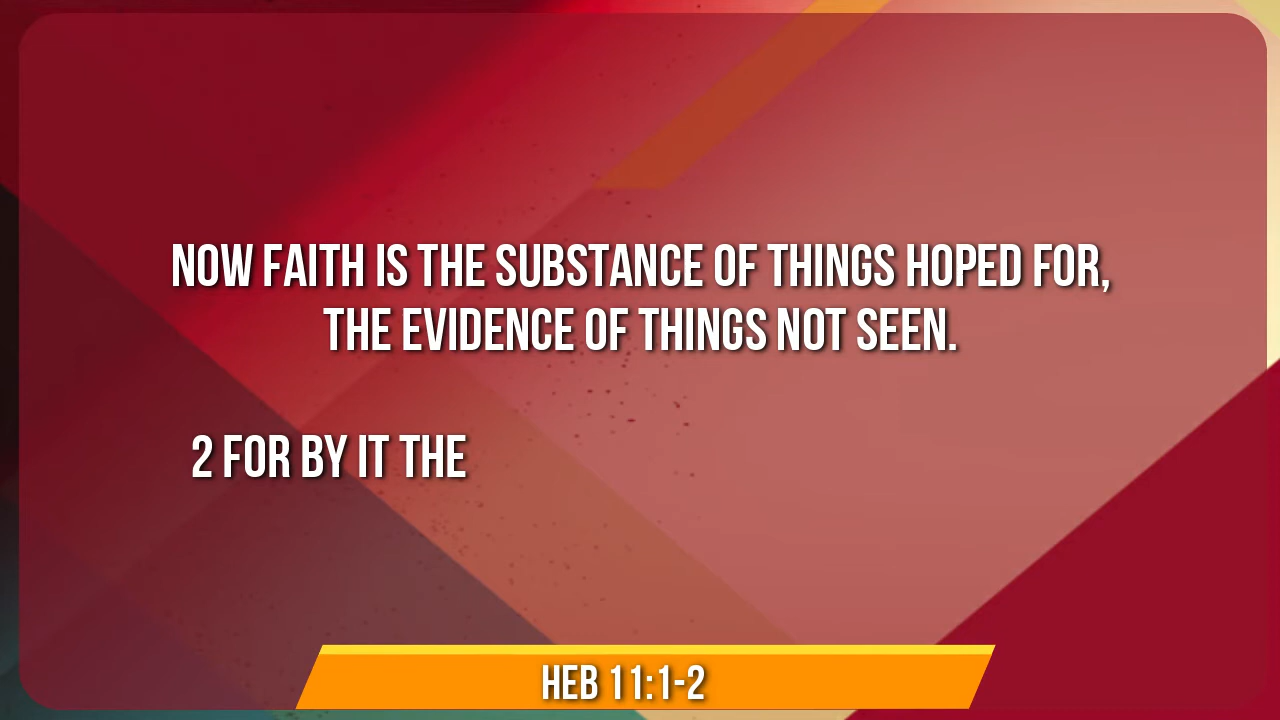 NOW FAITH IS THE SUBSTANCE OF THINGS HOPED FOR,
THE EVIDENCE OF THINGS NOT SEEN.
2 FOR BY IT THE
HEB 11:1-2